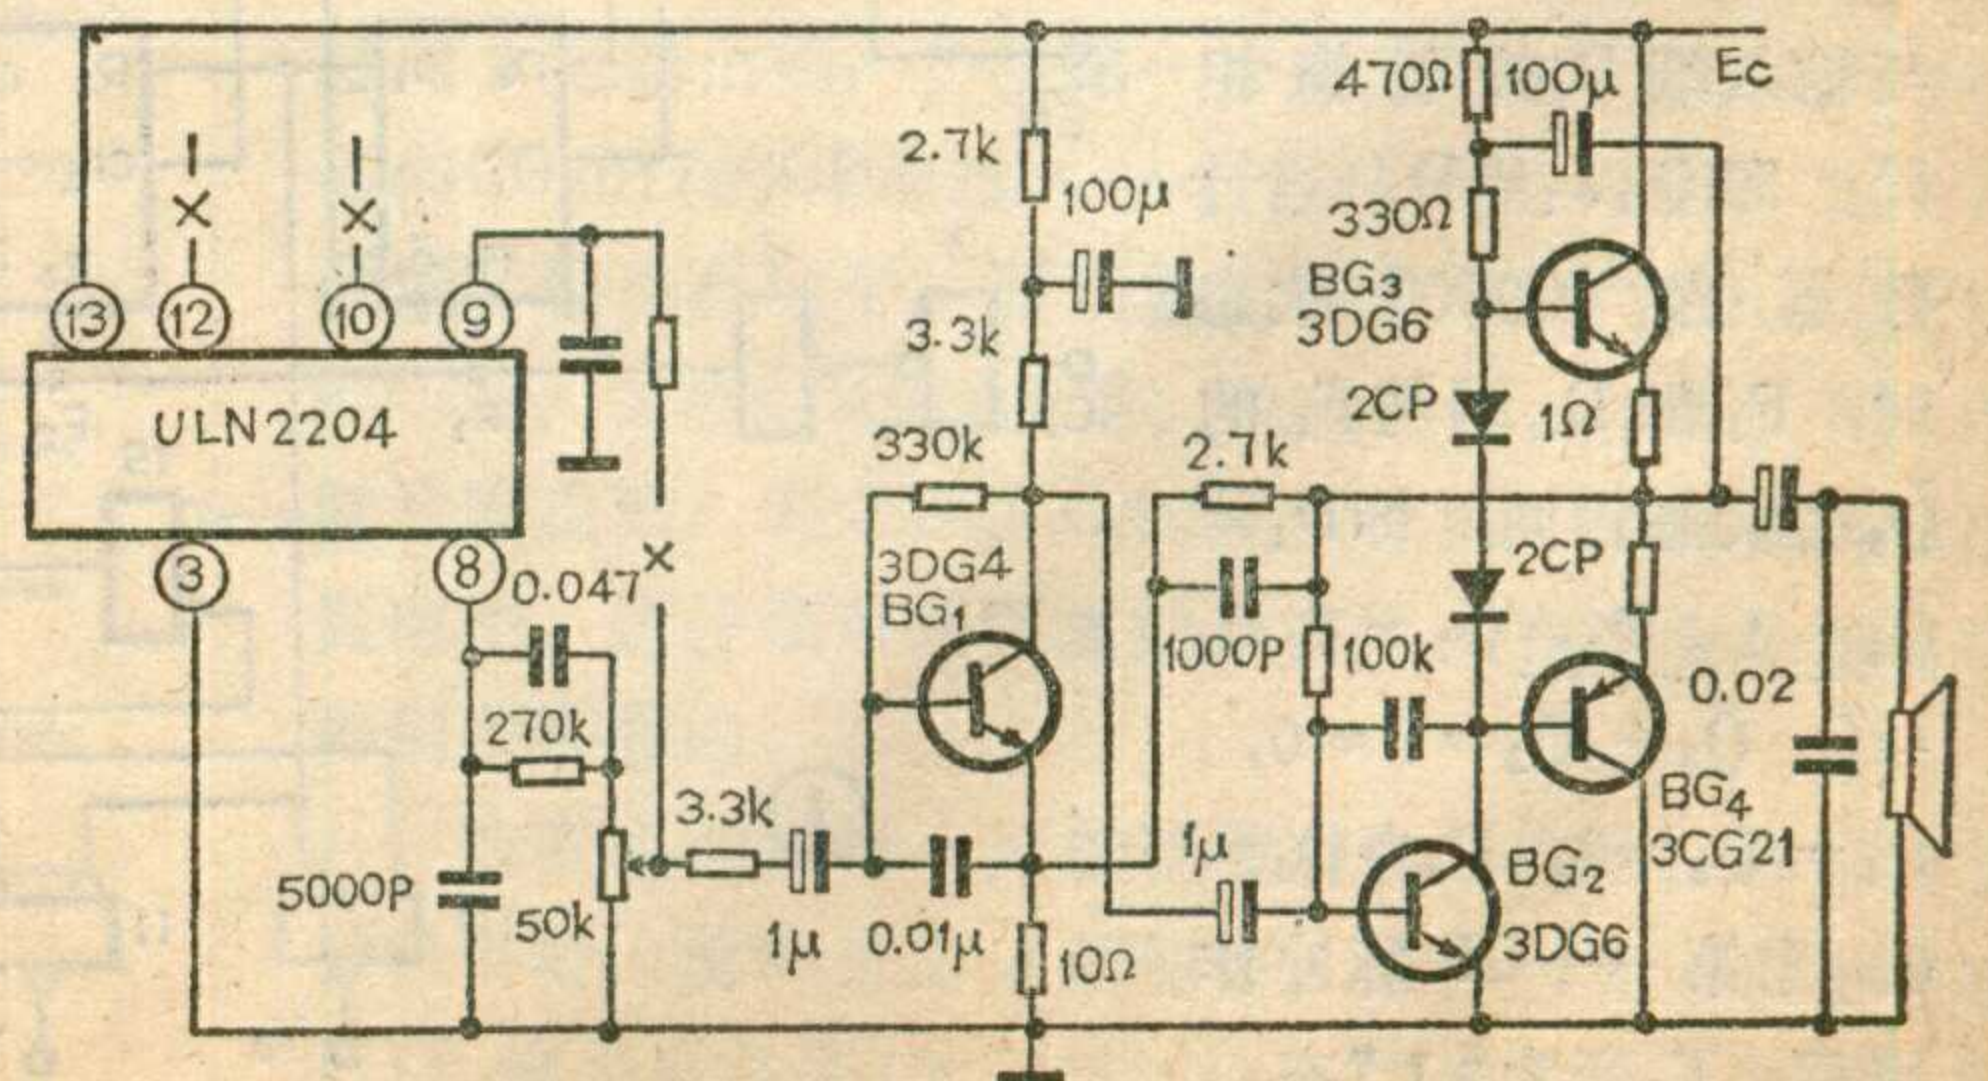 Ec
470Ω
100μ
2.7k
100μ
330Ω
BG3
3DG6
13
12
10
9
3.3k
2CP
1Ω
ULN2204
330k
2.7k
3
8
0.047
×
×
×
3DG4
BG1
2CP
1000P
100k
0.02
270k
BG4
3CG21
3.3k
1μ
5000P
50k
1μ
0.01μ
10Ω
BG2
3DG6